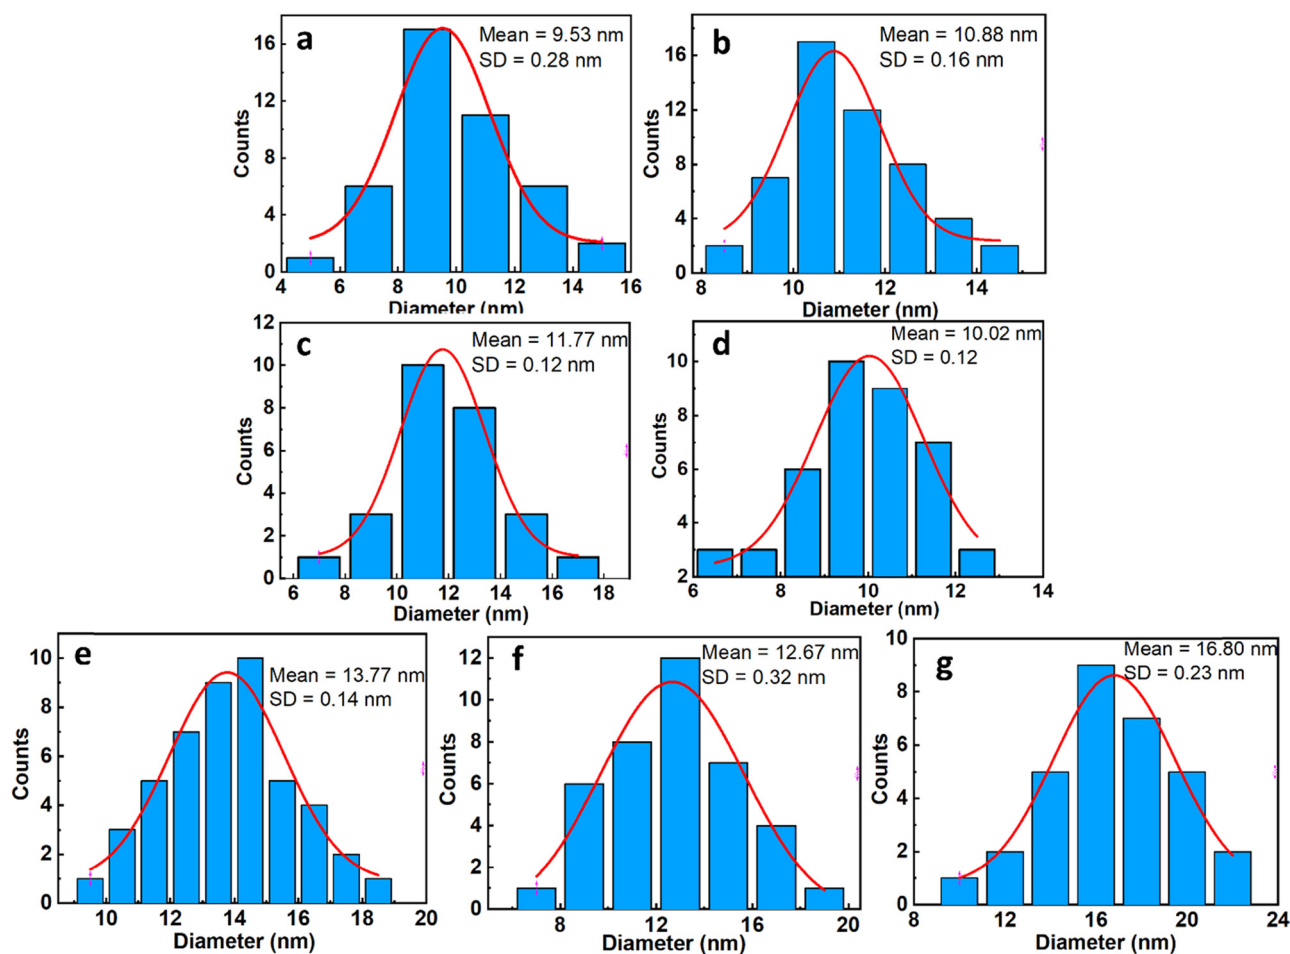 a
Mean = 9.53 nm
SD = 0.28 nm
16
12
8
4
0
Counts
4 6 8 10 12 14 16
Diameter (nm)
b
Mean = 10.88 nm
SD = 0.16 nm
16
12
8
4
0
Counts
8 10 12 14
Diameter (nm)
c
Mean = 11.77 nm
SD = 0.12 nm
12
10
8
6
4
2
0
Counts
6 8 10 12 14 16 18
Diameter (nm)
d
Mean = 10.02 nm
SD = 0.12
10
8
6
4
2
Counts
6 8 10 12 14
Diameter (nm)
e
Mean = 13.77 nm
SD = 0.14 nm
10
8
6
4
2
0
Counts
10 12 14 16 18 20
Diameter (nm)
f
Mean = 12.67 nm
SD = 0.32 nm
12
10
8
6
4
2
0
Counts
8 12 16 20
Diameter (nm)
g
Mean = 16.80 nm
SD = 0.23 nm
10
8
6
4
2
0
Counts
8 12 16 20 24
Diameter (nm)